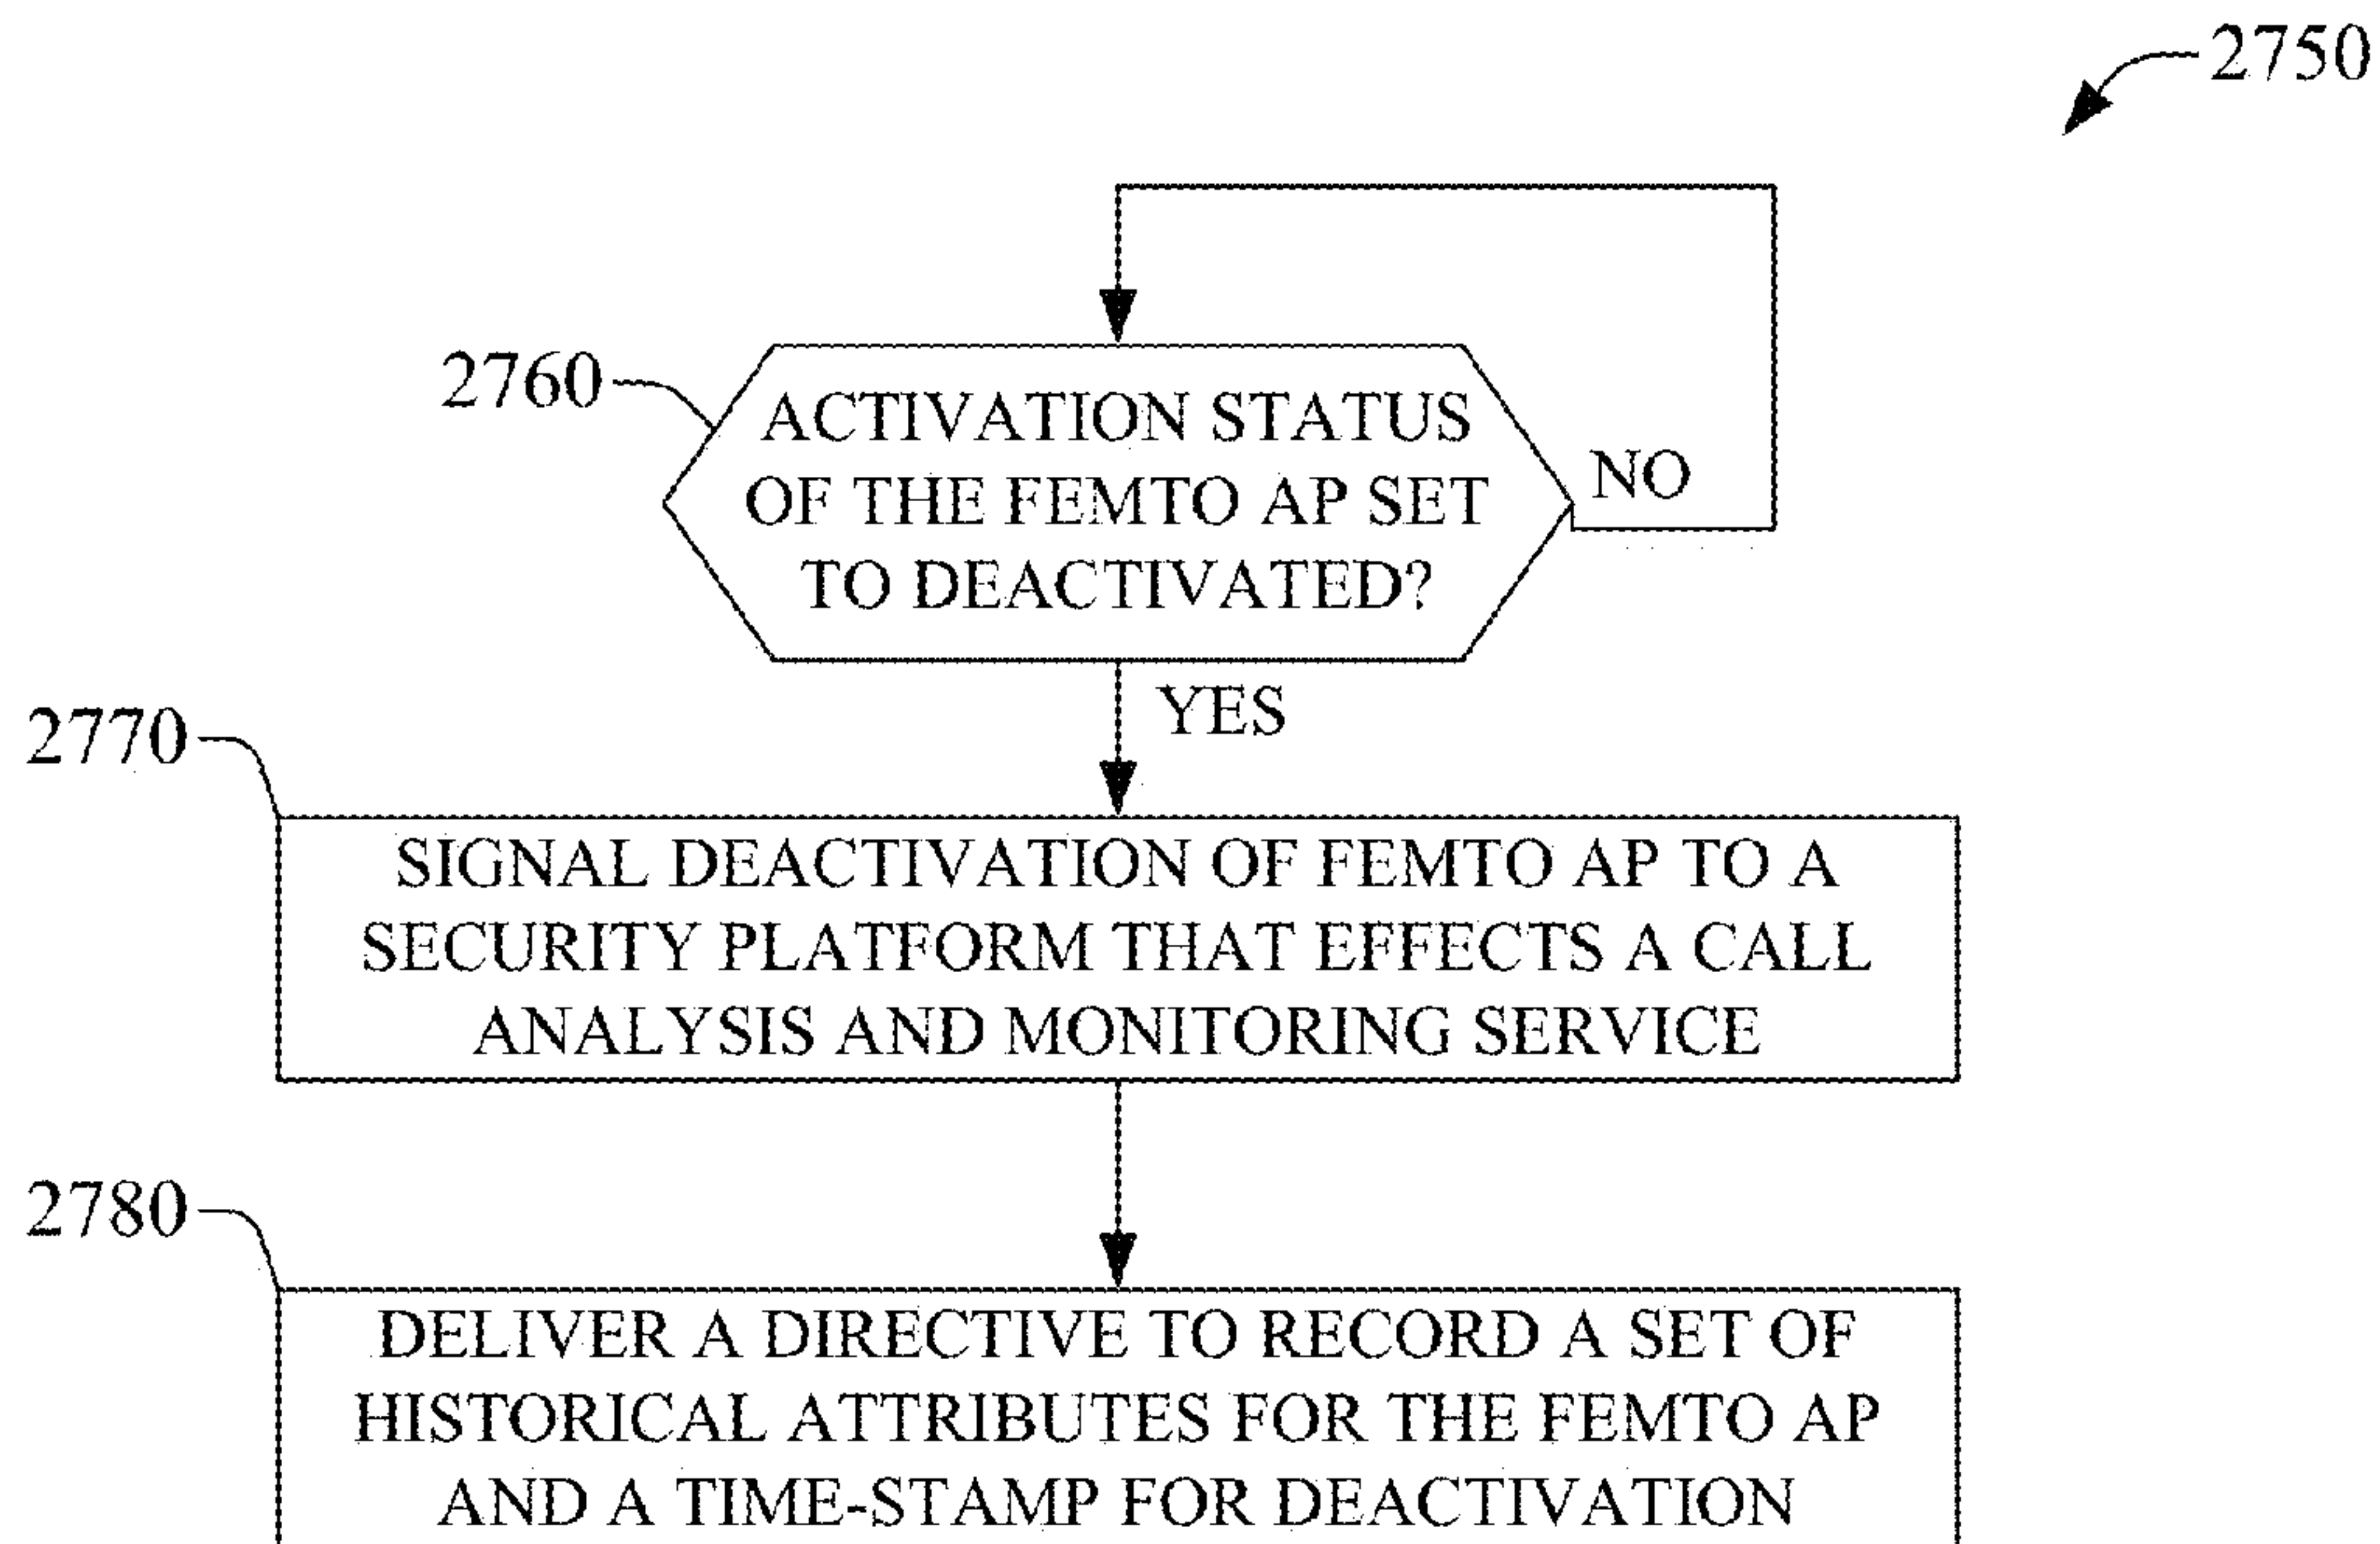 2750
2760
ACTIVATION STATUS
OF THE FEMTO AP SET
TO DEACTIVATED?
NO
YES
2770
SIGNAL DEACTIVATION OF FEMTO AP TO A
SECURITY PLATFORM THAT EFFECTS A CALL
ANALYSIS AND MONITORING SERVICE
2780
DELIVER A DIRECTIVE TO RECORD A SET OF
HISTORICAL ATTRIBUTES FOR THE FEMTO AP
AND A TIME-STAMP FOR DEACTIVATION